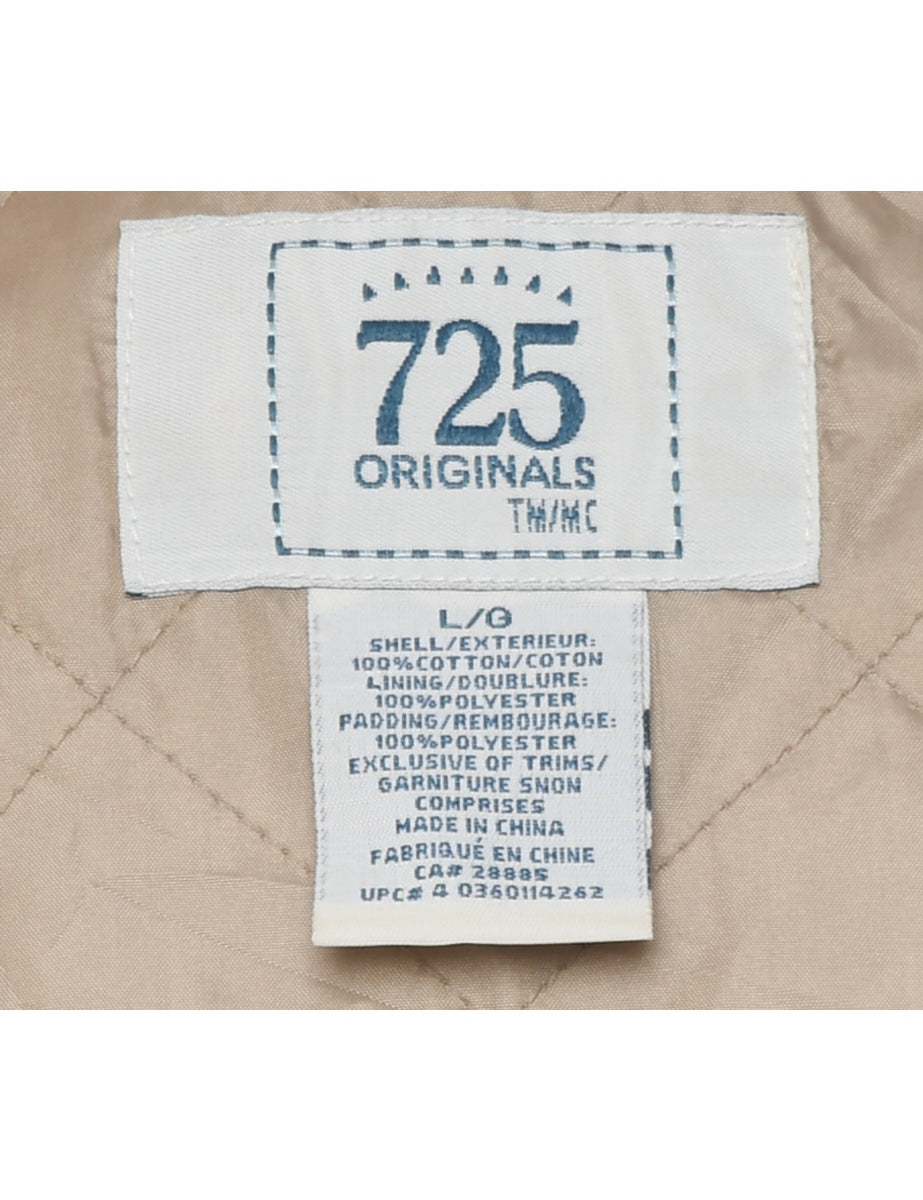 725
ORIGINALS
TM/MC
L/G
SHELL/EXTERIEUR:
100%COTTON/COTON
LINING/DOUBLURE:
100%POLYESTER
PADDING/REMBOURAGE:
100%POLYESTER
EXCLUSIVE OF TRIMS/
GARNITURE SNON
COMPRISES
MADE IN CHINA
FABRIQUÉ EN CHINE
CA# 28885
UPC# 4 0360114262